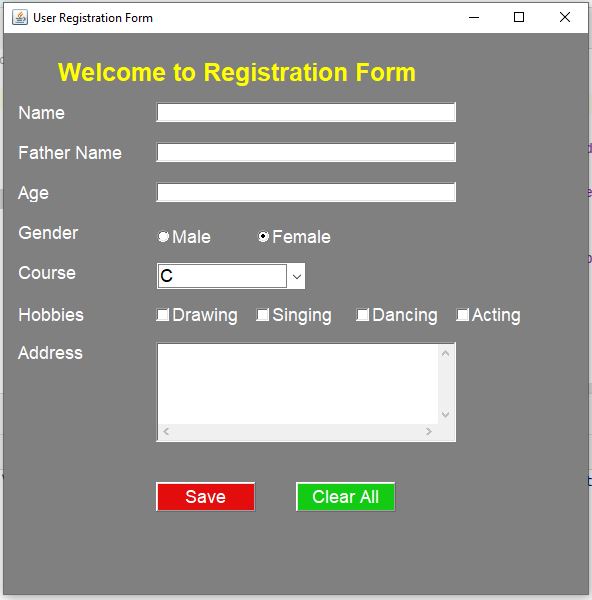 User Registration Form
Welcome to Registration Form
Name
Father Name
Age
Gender Male Female
Course C
Hobbies Drawing Singing Dancing Acting
Address
Save Clear All